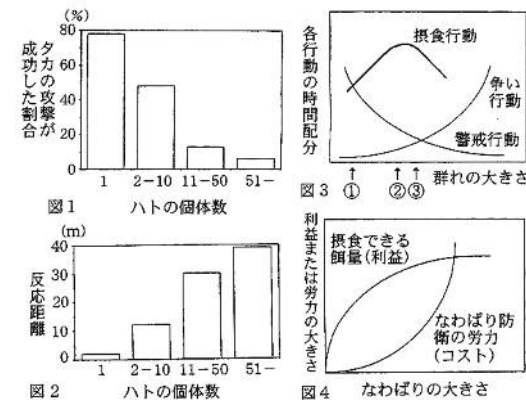 (%)
タカの攻撃が
成功した割合
80
60
40
20
0
1
2-10
11-50
51-
図1
ハトの個体数
(m)
反応距離
40
30
20
10
0
1
2-10
11-50
51-
図2
ハトの個体数
各行動の時間配分
摂食行動
争い
行動
警戒行動
① ② ③
群れの大きさ
図3
利益または労力の大きさ
摂食できる
餌量(利益)
なわばり防
衛の労力
(コスト)
図4
なわばりの大きさ